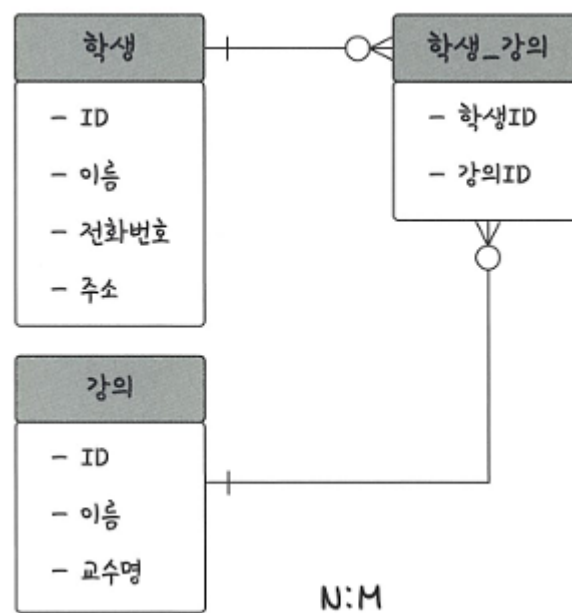 학생
- ID
- 이름
- 전화번호
- 주소
학생_강의
- 학생ID
- 강의ID
강의
- ID
- 이름
- 교수명
N:M